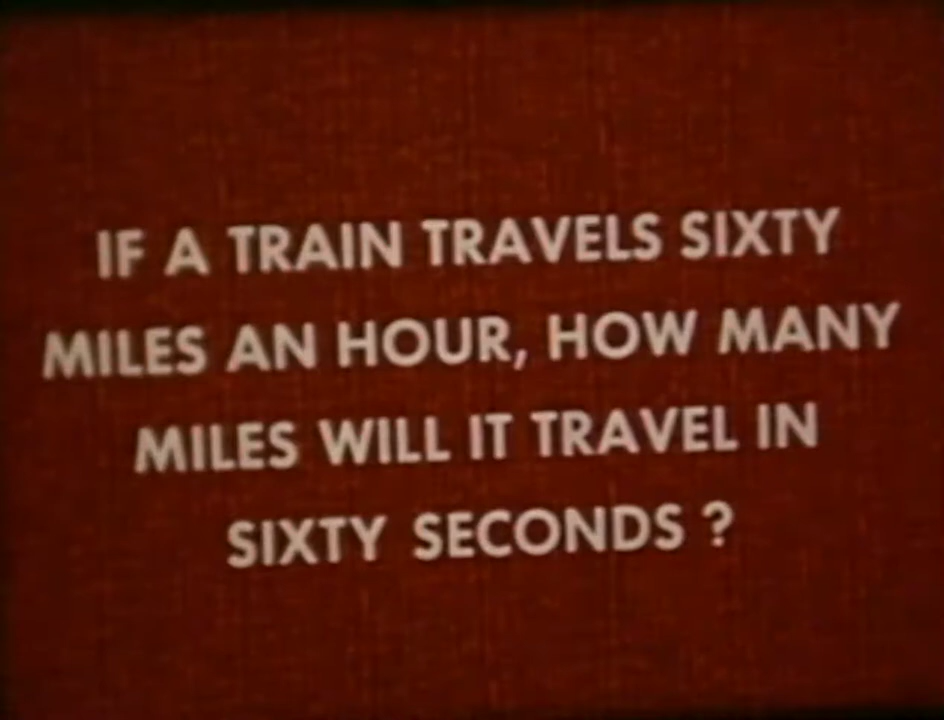 IF A TRAIN TRAVELS SIXTY
MILES AN HOUR, HOW MANY
MILES WILL IT TRAVEL IN
SIXTY SECONDS ?